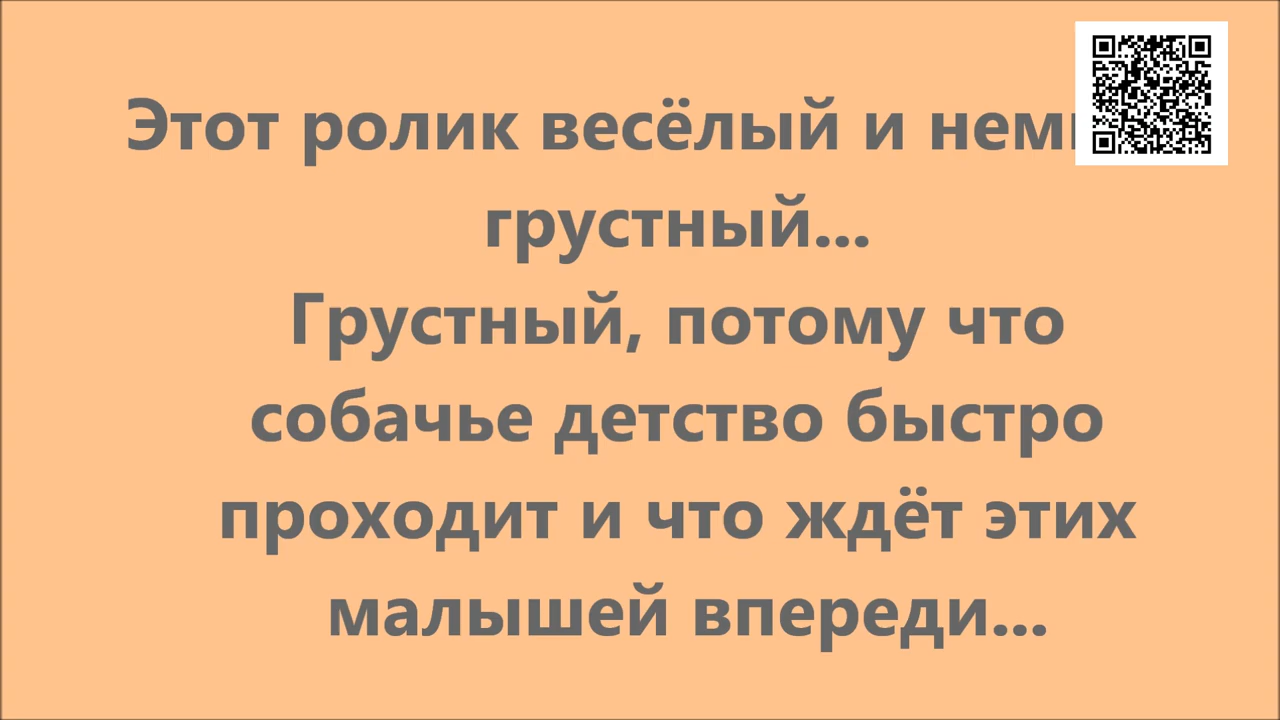 Этот ролик весёлый и
грустный...
Грустный, потому что
собачье детство быстро
проходит и что ждёт этих
малышей впереди...